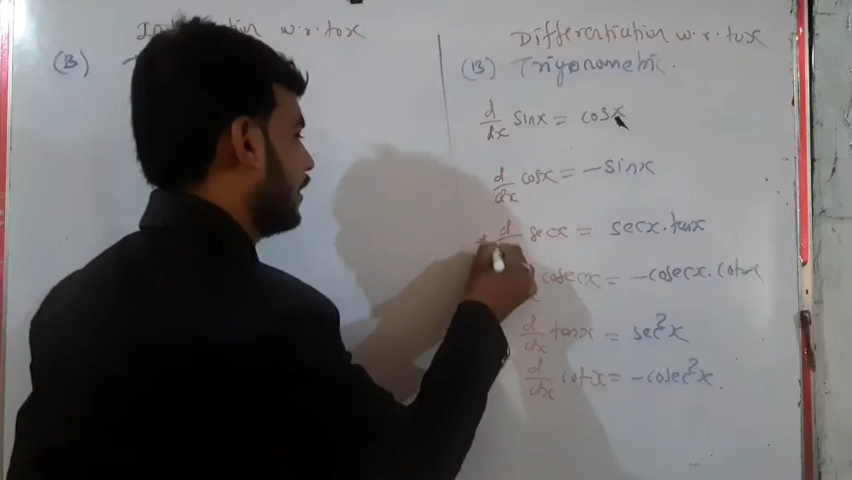 w.r.to x
(B)
Differentiation w.r.to x
(B) Trigonometric.
d/dx sinx = cosx
d/dx cosx = -sinx
* d secx = secx.tanx
cosecx = -cosecx.cotx
d/dx tanx = sec²x
d/dx cotx = -cosec²x.